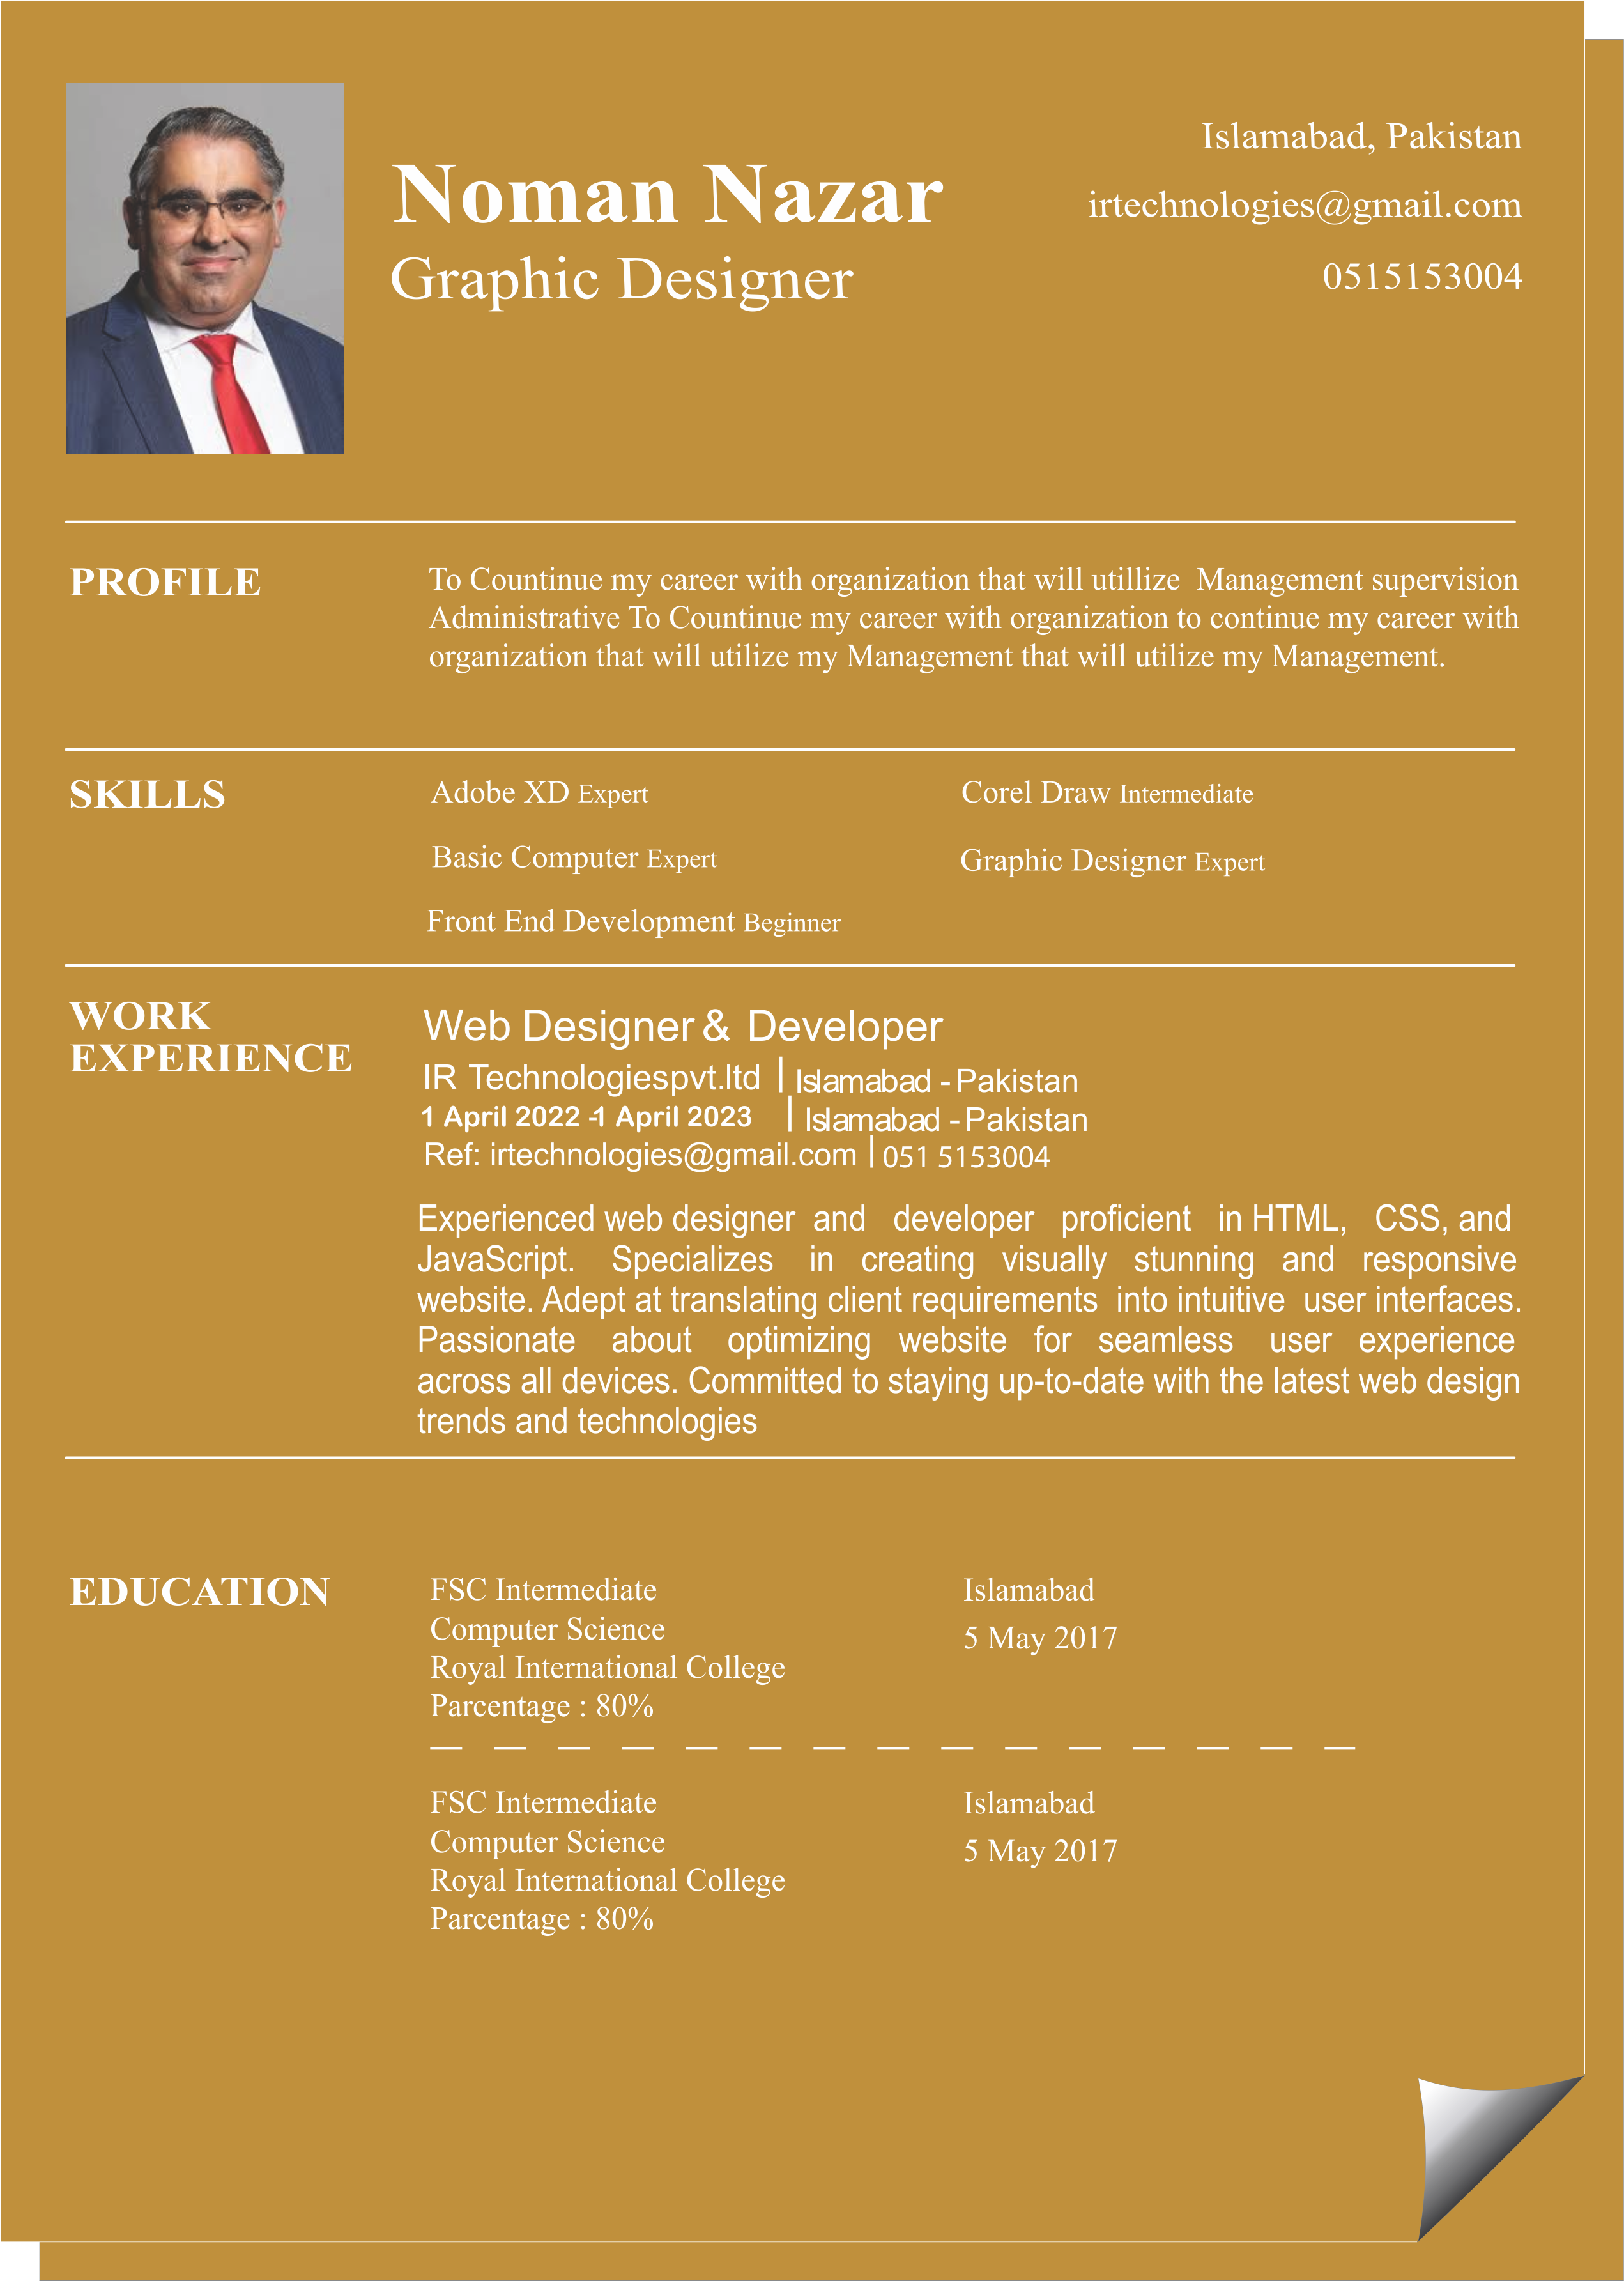 Noman Nazar
Graphic Designer
Islamabad, Pakistan
irtechnologies@gmail.com
0515153004
PROFILE
To Countinue my career with organization that will utillize Management supervision
Administrative To Countinue my career with organization to continue my career with
organization that will utilize my Management that will utilize my Management.
SKILLS
Adobe XD Expert
Corel Draw Intermediate
Basic Computer Expert
Graphic Designer Expert
Front End Development Beginner
WORK
EXPERIENCE
Web Designer & Developer
IR Technologiespvt.ltd | Islamabad - Pakistan
1 April 2022 -1 April 2023 | Islamabad - Pakistan
Ref: irtechnologies@gmail.com | 051 5153004
Experienced web designer and developer proficient in HTML, CSS, and
JavaScript. Specializes in creating visually stunning and responsive
website. Adept at translating client requirements into intuitive user interfaces.
Passionate about optimizing website for seamless user experience
across all devices. Committed to staying up-to-date with the latest web design
trends and technologies
EDUCATION
FSC Intermediate
Computer Science
Royal International College
Parcentage : 80%
Islamabad
5 May 2017
FSC Intermediate
Computer Science
Royal International College
Parcentage : 80%
Islamabad
5 May 2017